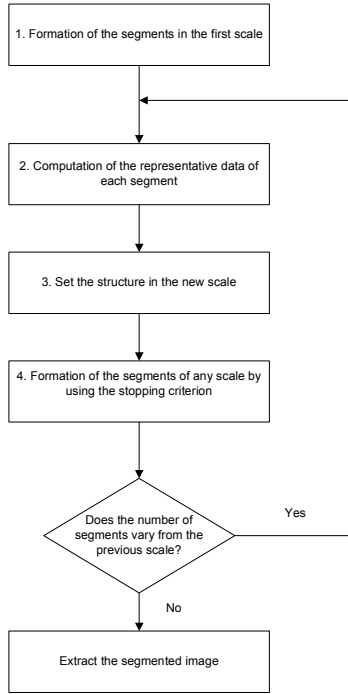 1. Formation of the segments in the first scale
2. Computation of the representative data of
each segment
3. Set the structure in the new scale
4. Formation of the segments of any scale by
using the stopping criterion
Does the number of
segments vary from the
previous scale?
Yes
No
Extract the segmented image